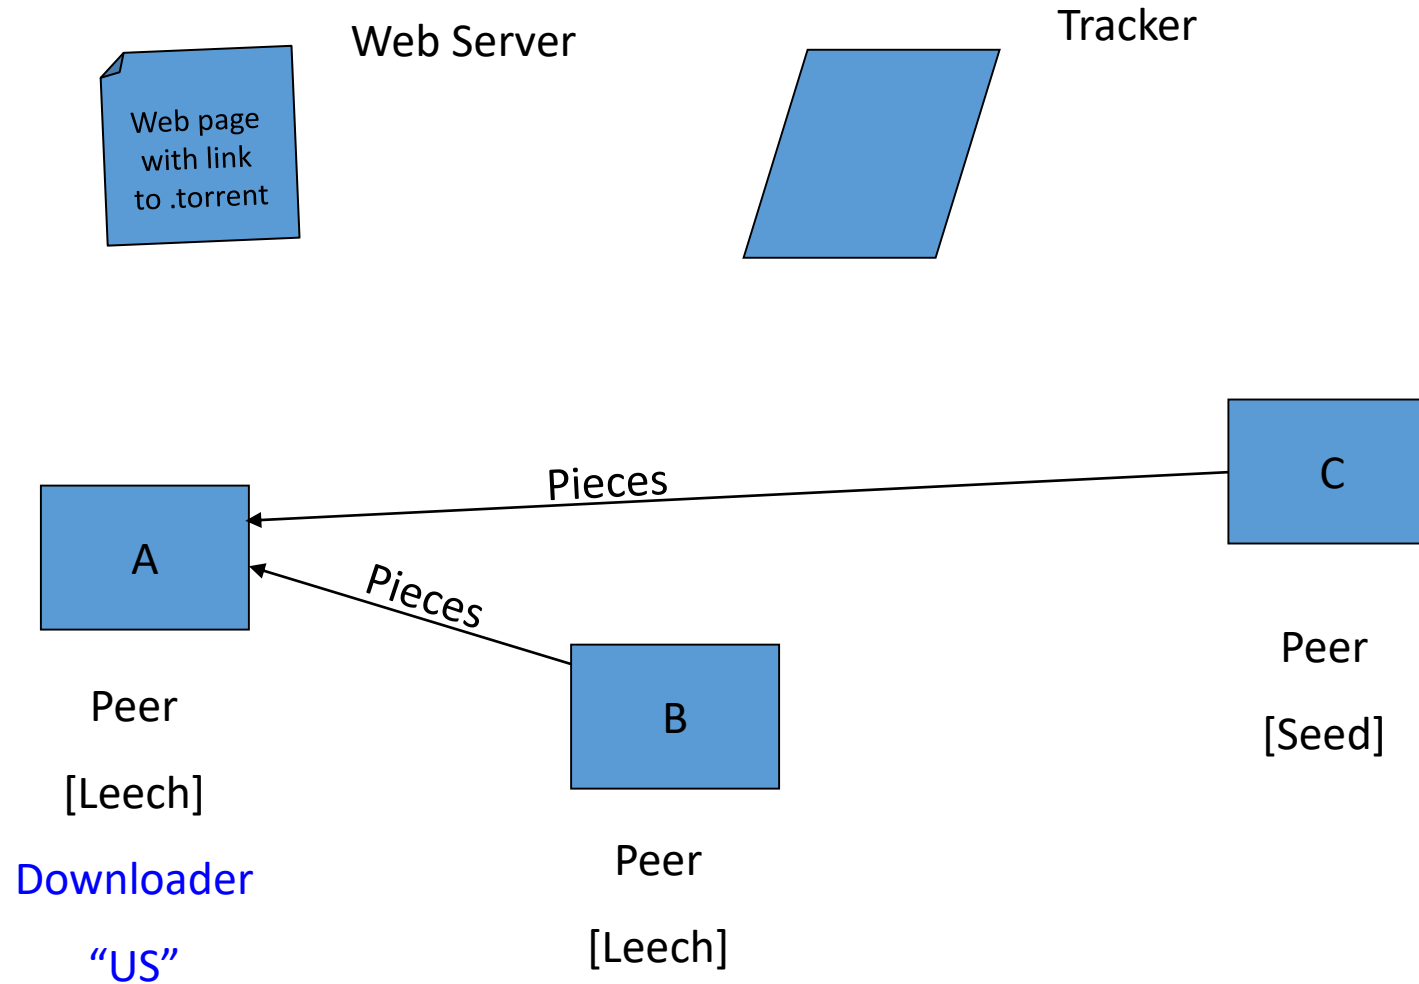 Web Server
Tracker
Web page
with link
to .torrent
Pieces
C
A
Pieces
Peer
[Seed]
Peer
[Leech]
Downloader
“US”
B
Peer
[Leech]